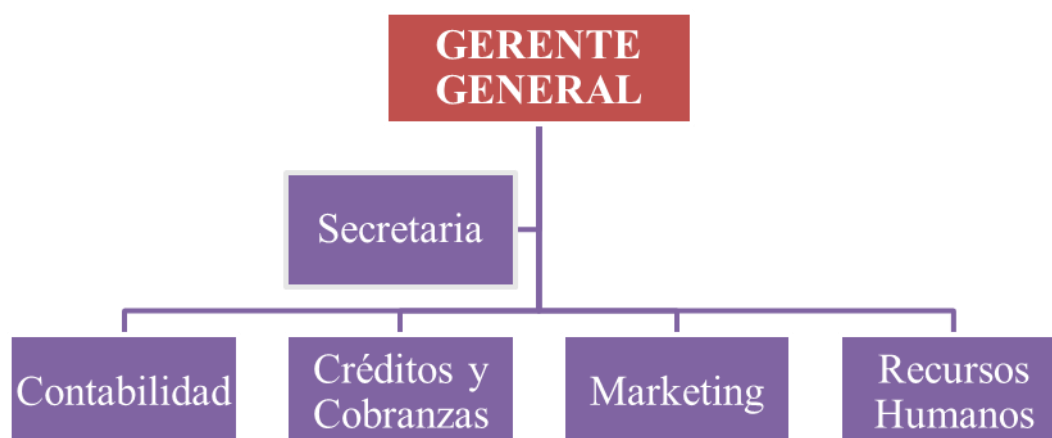 GERENTE
GENERAL
Secretaria
Contabilidad
Créditos y
Cobranzas
Marketing
Recursos
Humanos